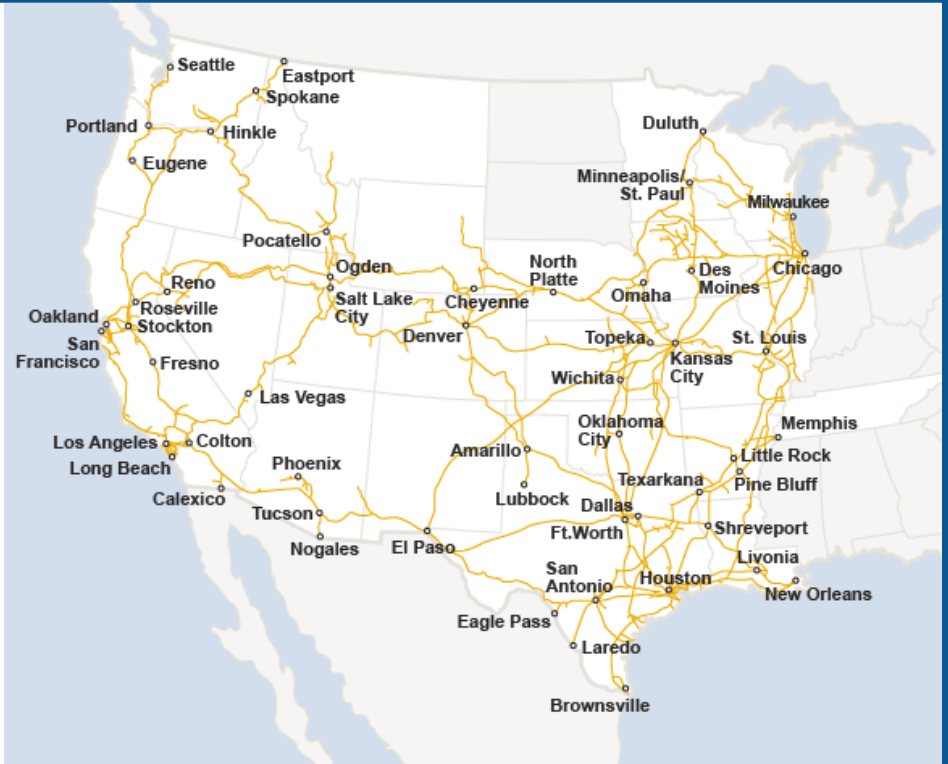 Seattle
Eastport
Spokane
Portland
Hinkle
Duluth
Eugene
Minneapolis/
St. Paul
Milwaukee
Pocatello
Ogden
North
Platte
Chicago
Des
Moines
Reno
Salt Lake
City
Cheyenne
Omaha
Roseville
Oakland
Stockton
Denver
Topeka
St. Louis
San
Francisco
Fresno
Kansas
City
Wichita
Las Vegas
Oklahoma
City
Memphis
Los Angeles
Colton
Amarillo
Little Rock
Long Beach
Phoenix
Texarkana
Pine Bluff
Calexico
Lubbock
Tucson
Dallas
Shreveport
Ft.Worth
Nogales
El Paso
Livonia
San
Antonio
Houston
New Orleans
Eagle Pass
Laredo
Brownsville